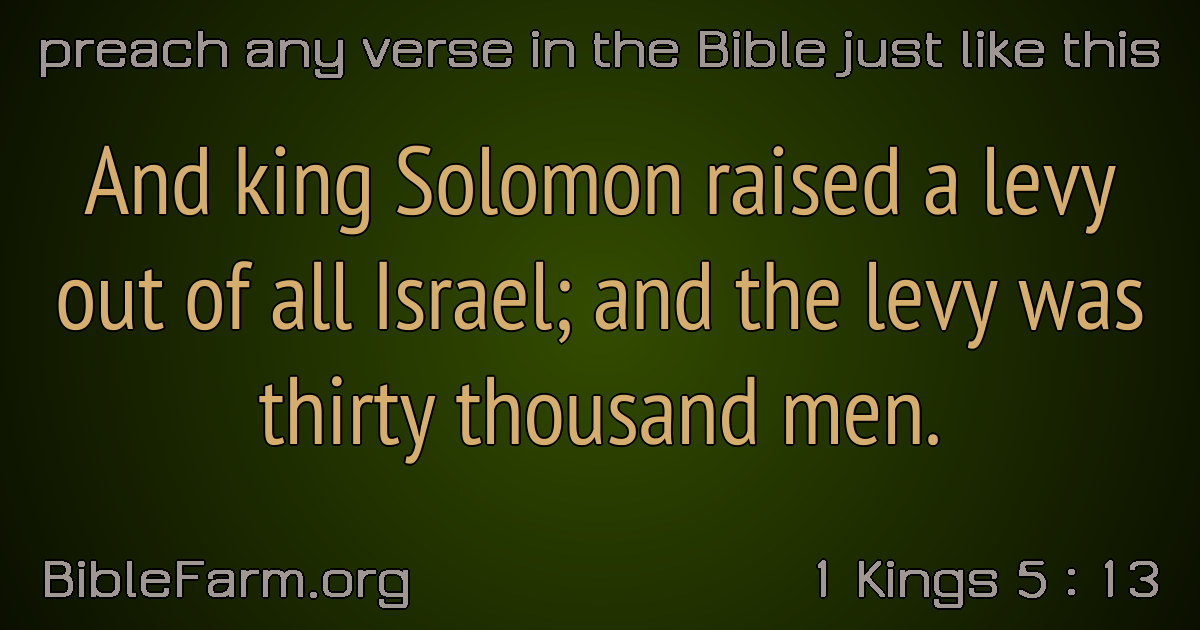 preach any verse in the Bible just like this
And king Solomon raised a levy
out of all Israel; and the levy was
thirty thousand men.
BibleFarm.org
1 Kings 5 : 13